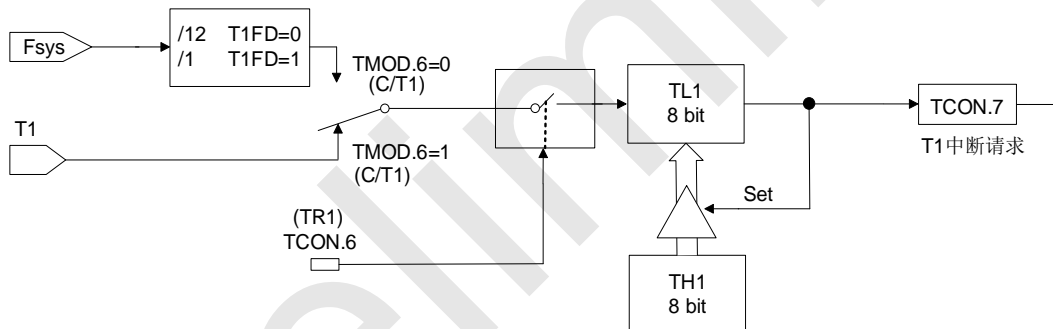 Fsys
/12 T1FD=0
/1 T1FD=1
TMOD.6=0
(C/T1)
T1
TMOD.6=1
(C/T1)
(TR1)
TCON.6
TL1
8 bit
TCON.7
T1中断请求
Set
TH1
8 bit